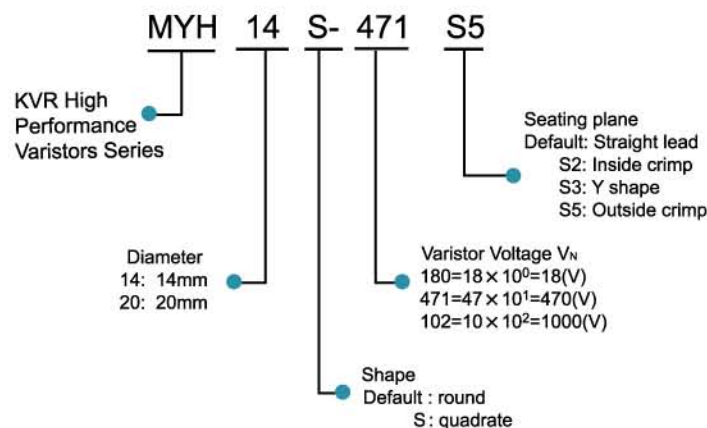 MYH 14 S- 471 S5
KVR High
Performance
Varistors Series
Seating plane
Default: Straight lead
S2: Inside crimp
S3: Y shape
S5: Outside crimp
Diameter
14: 14mm
20: 20mm
Varistor Voltage VN
180=18×10⁰=18(V)
471=47×10¹=470(V)
102=10×10²=1000(V)
Shape
Default : round
S : quadrate